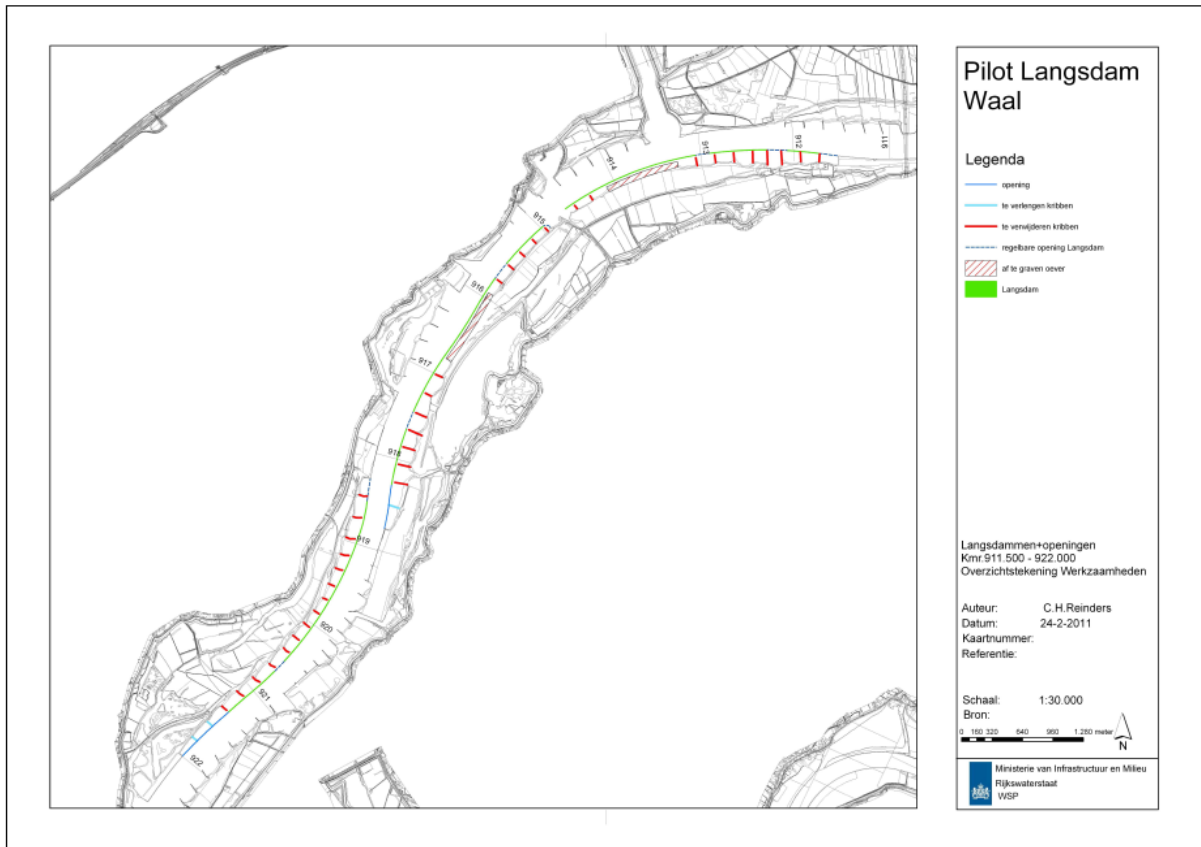 Pilot Langsdam
Waal
Legenda
opening
te verlengen kribben
te verwijderen kribben
regelbare opening Langsdam
af te graven oever
Langsdam
Langsdammen+openingen
Kmr.911.500 - 922.000
Overzichtstekening Werkzaamheden
Auteur: C.H.Reinders
Datum: 24-2-2011
Kaartnummer:
Referentie:
Schaal: 1:30.000
Bron:
0 160 320 640 960 1.280 meter
N
Ministerie van Infrastructuur en Milieu
Rijkswaterstaat
WSP
911
912
913
914
915
916
917
918
919
920
921
922